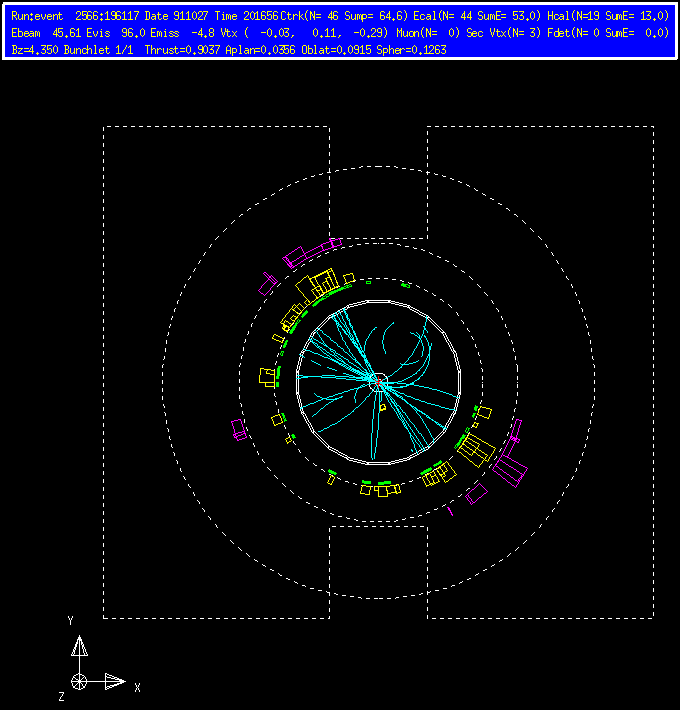 Run:event 2566:196117 Date 911027 Time 201656 Ctrk(N= 46 Sump= 64.6) Ecal(N= 44 SumE= 53.0) Hcal(N=19 SumE= 13.0)
Ebeam 45.61 Evis 96.0 Emiss -4.8 Vtx ( -0.03, 0.11, -0.29) Muon(N= 0) Sec Vtx(N= 3) Fdet(N= 0 SumE= 0.0)
Bz=4.350 Bunchlet 1/1 Thrust=0.9037 Aplan=0.0356 Oblat=0.0915 Spher=0.1263
Y
X
Z